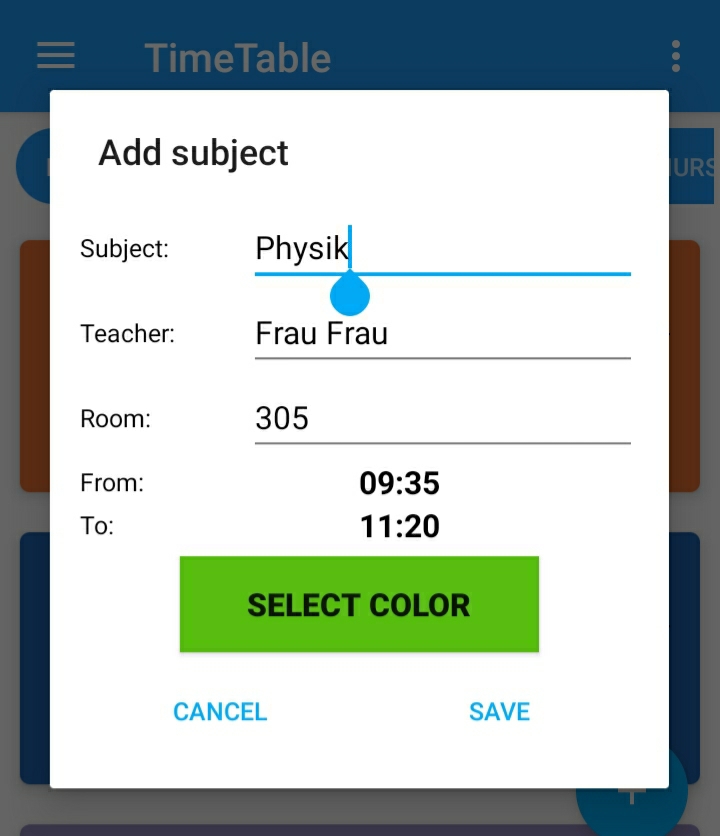 TimeTable
Add subject
Subject: Physik
Teacher: Frau Frau
Room: 305
From: 09:35
To: 11:20
SELECT COLOR
CANCEL SAVE